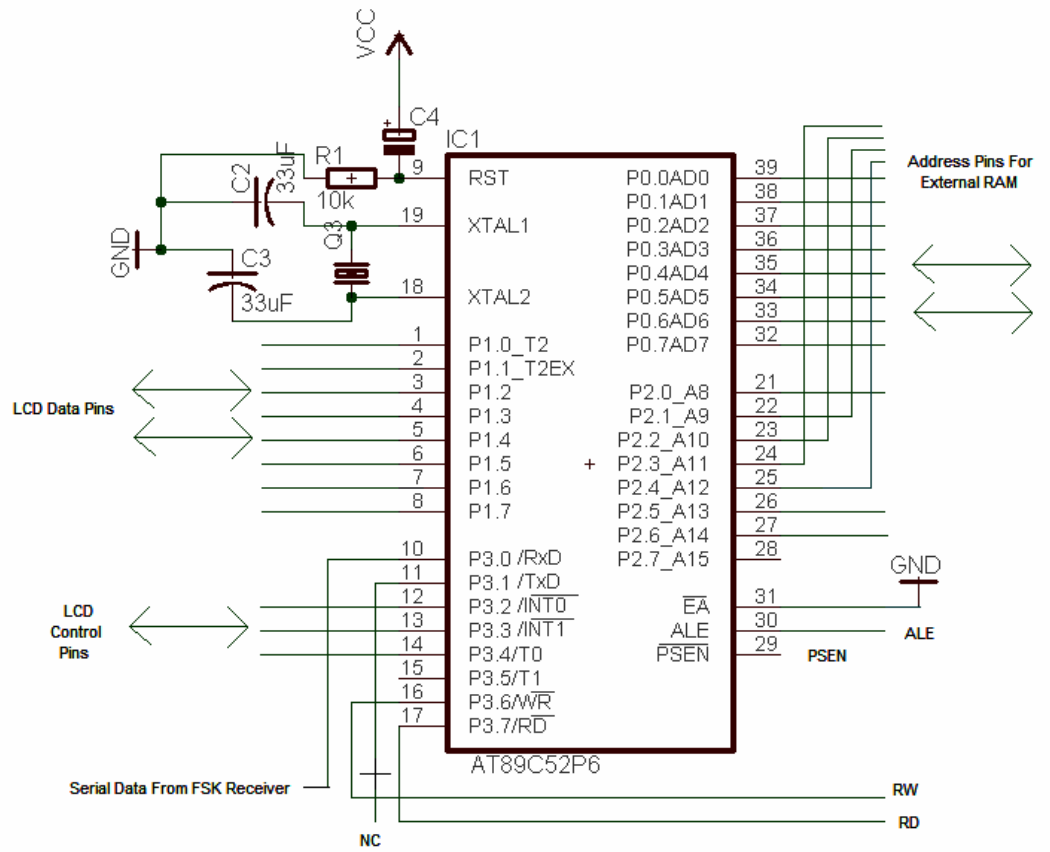 VCC
C4
+
IC1
R1
10k
C2
33uF
Q3
GND
C3
33uF
9 RST
19 XTAL1
18 XTAL2
1 P1.0_T2
2 P1.1_T2EX
3 P1.2
4 P1.3
5 P1.4
6 P1.5
7 P1.6
8 P1.7
10 P3.0/RxD
11 P3.1/TxD
12 P3.2/INT0
13 P3.3/INT1
14 P3.4/T0
15 P3.5/T1
16 P3.6/WR
17 P3.7/RD
P0.0AD0 39
P0.1AD1 38
P0.2AD2 37
P0.3AD3 36
P0.4AD4 35
P0.5AD5 34
P0.6AD6 33
P0.7AD7 32
P2.0_A8 21
P2.1_A9 22
P2.2_A10 23
P2.3_A11 24
P2.4_A12 25
P2.5_A13 26
P2.6_A14 27
P2.7_A15 28
EA 31
ALE 30
PSEN 29
AT89C52P6
LCD Data Pins
LCD
Control
Pins
Serial Data From FSK Receiver
NC
Address Pins For
External RAM
GND
ALE
PSEN
RW
RD